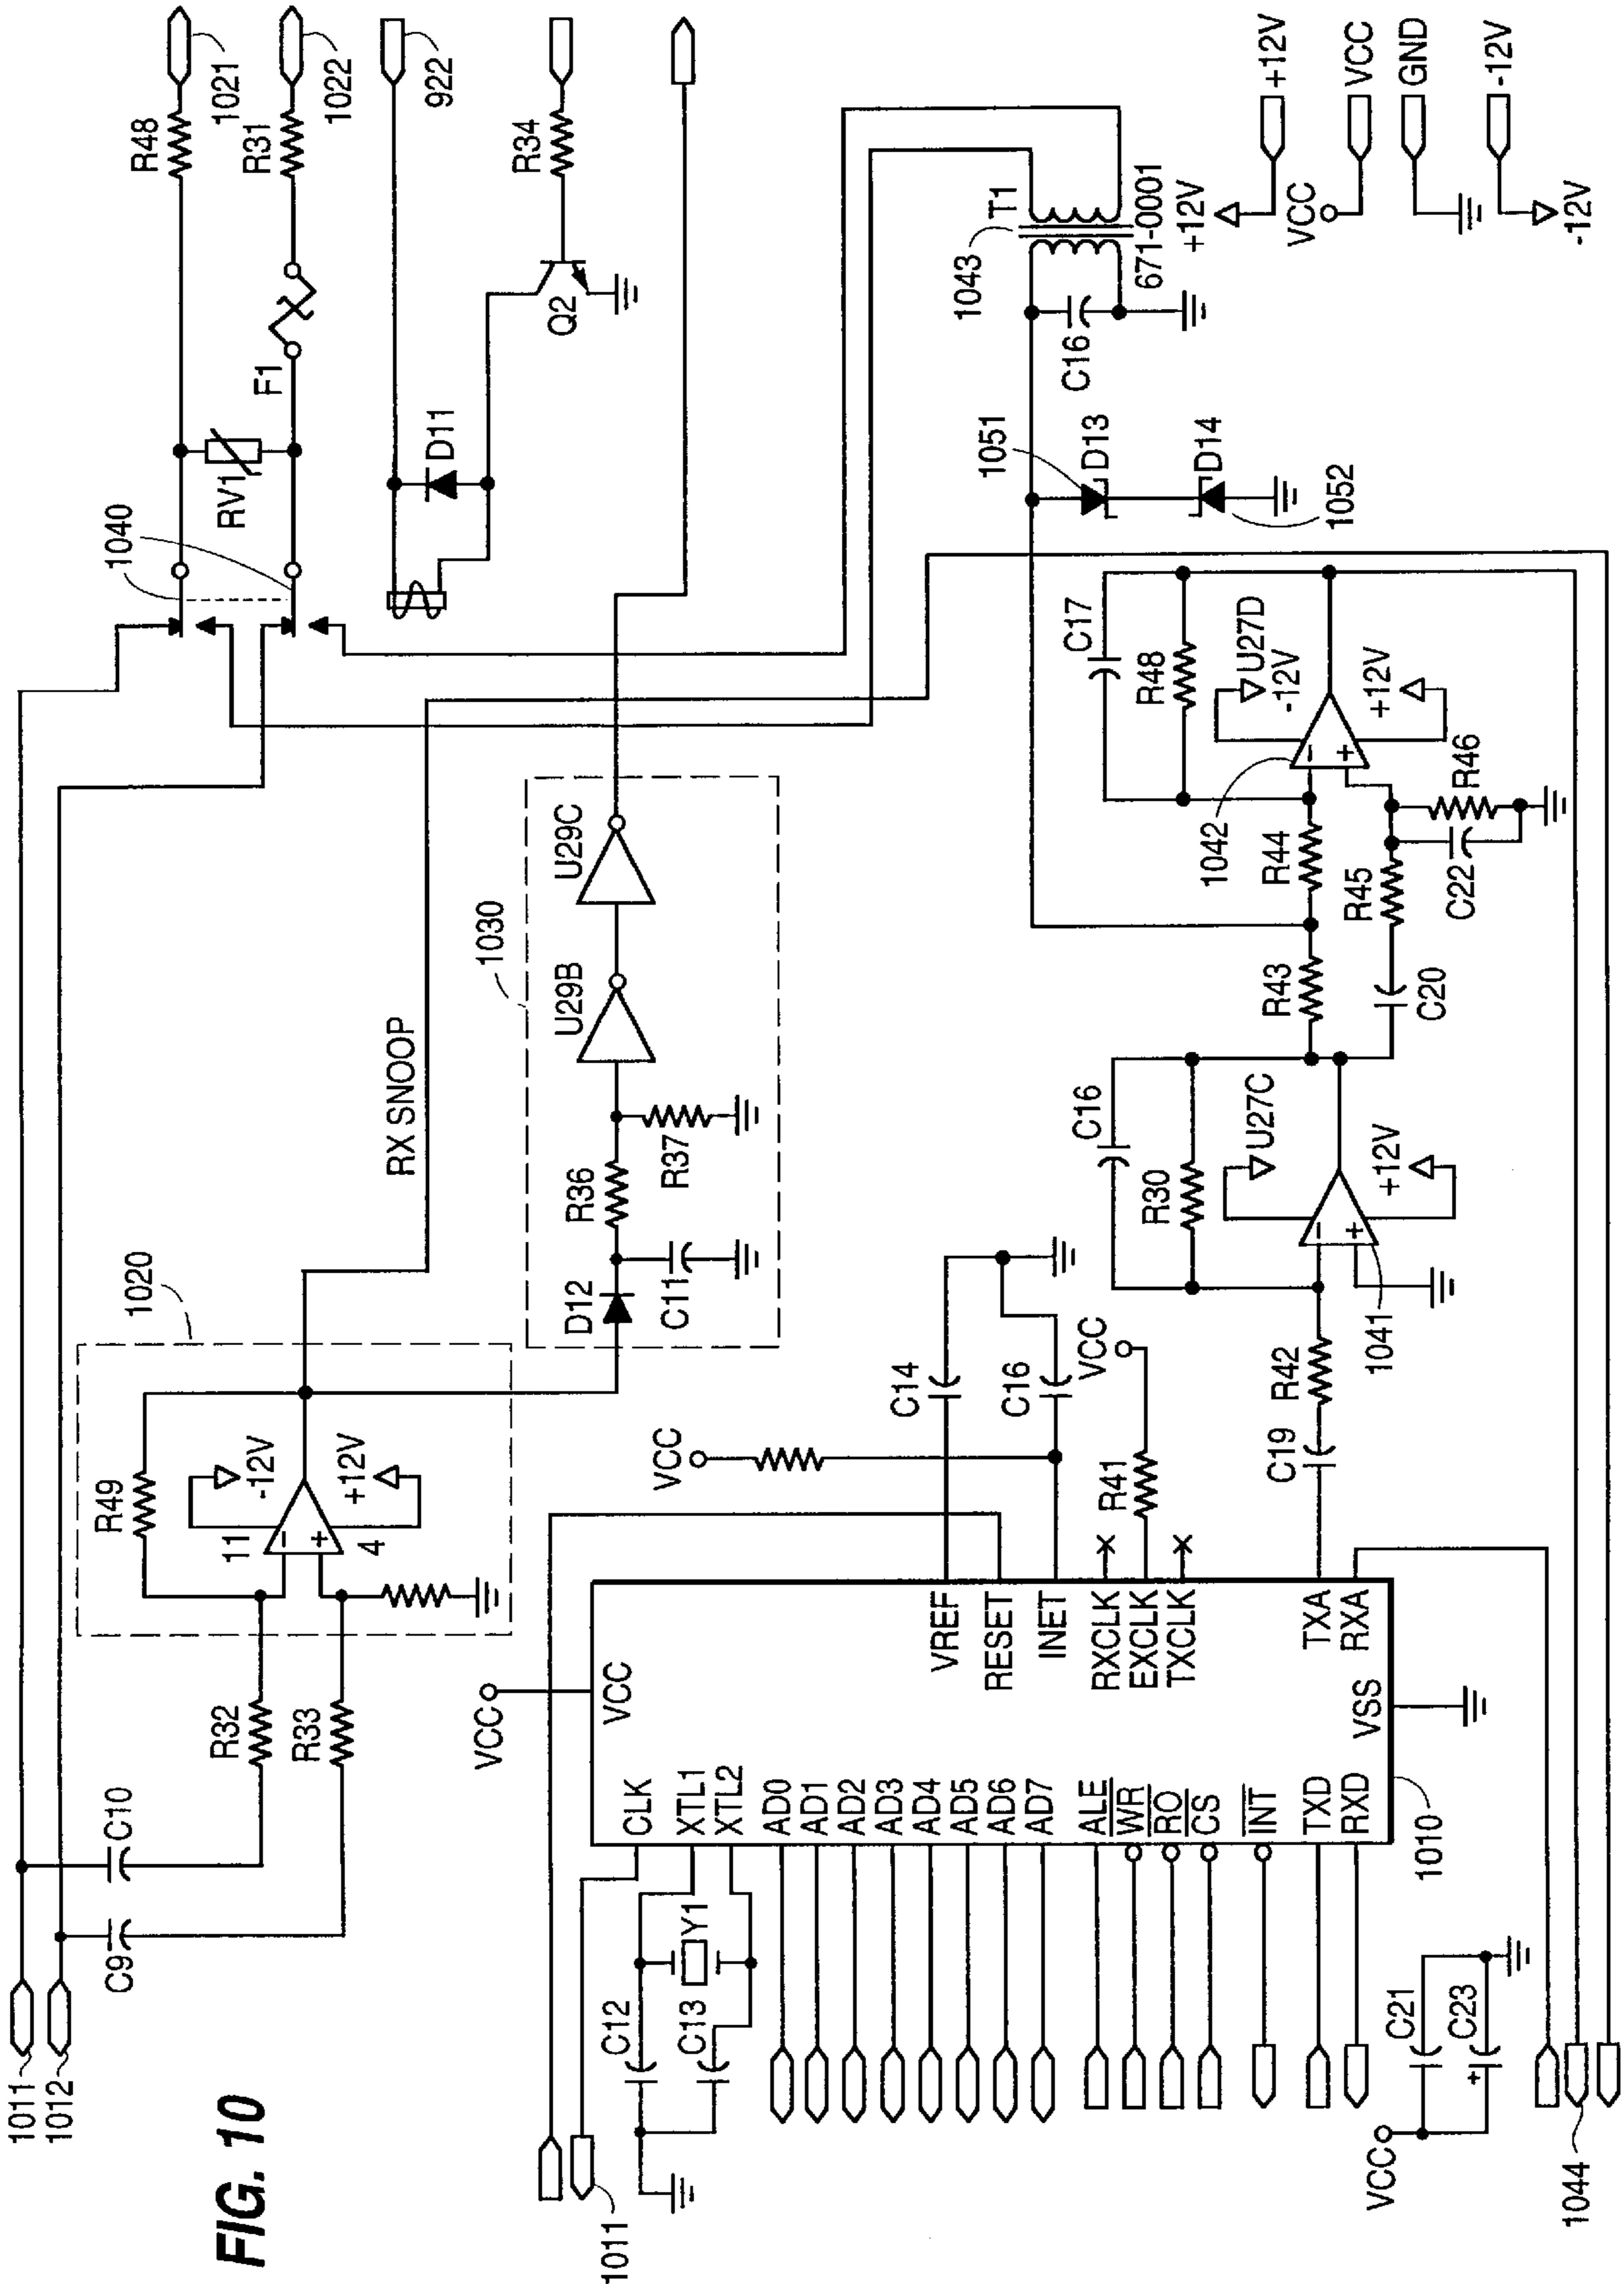 FIG. 10
1011
1012
C9
C10
R32
R33
1020
R49
11
-12V
4
+12V
RX SNOOP
1040
RV1
F1
R48
1021
R31
1022
922
D11
R34
Q2
1030
D12
C11
R36
R37
U29B
U29C
1011
C12
C13
Y1
VCC
VCC
CLK
XTL1
XTL2
AD0
AD1
AD2
AD3
AD4
AD5
AD6
AD7
ALE
WR
RO
CS
INT
TXD
RXD
VSS
VREF
RESET
INET
RXCLK
EXCLK
TXCLK
TXA
RXA
1010
VCC
C14
C16
VCC
R41
C19
R42
1041
C16
R30
U27C
+12V
R43
C20
R44
R45
C22
R46
1042
C17
R48
U27D
-12V
+12V
1051
D13
D14
1052
C16
1043
T1
671-0001
+12V
+12V
VCC
VCC
GND
-12V
-12V
VCC
C21
C23
+
1044